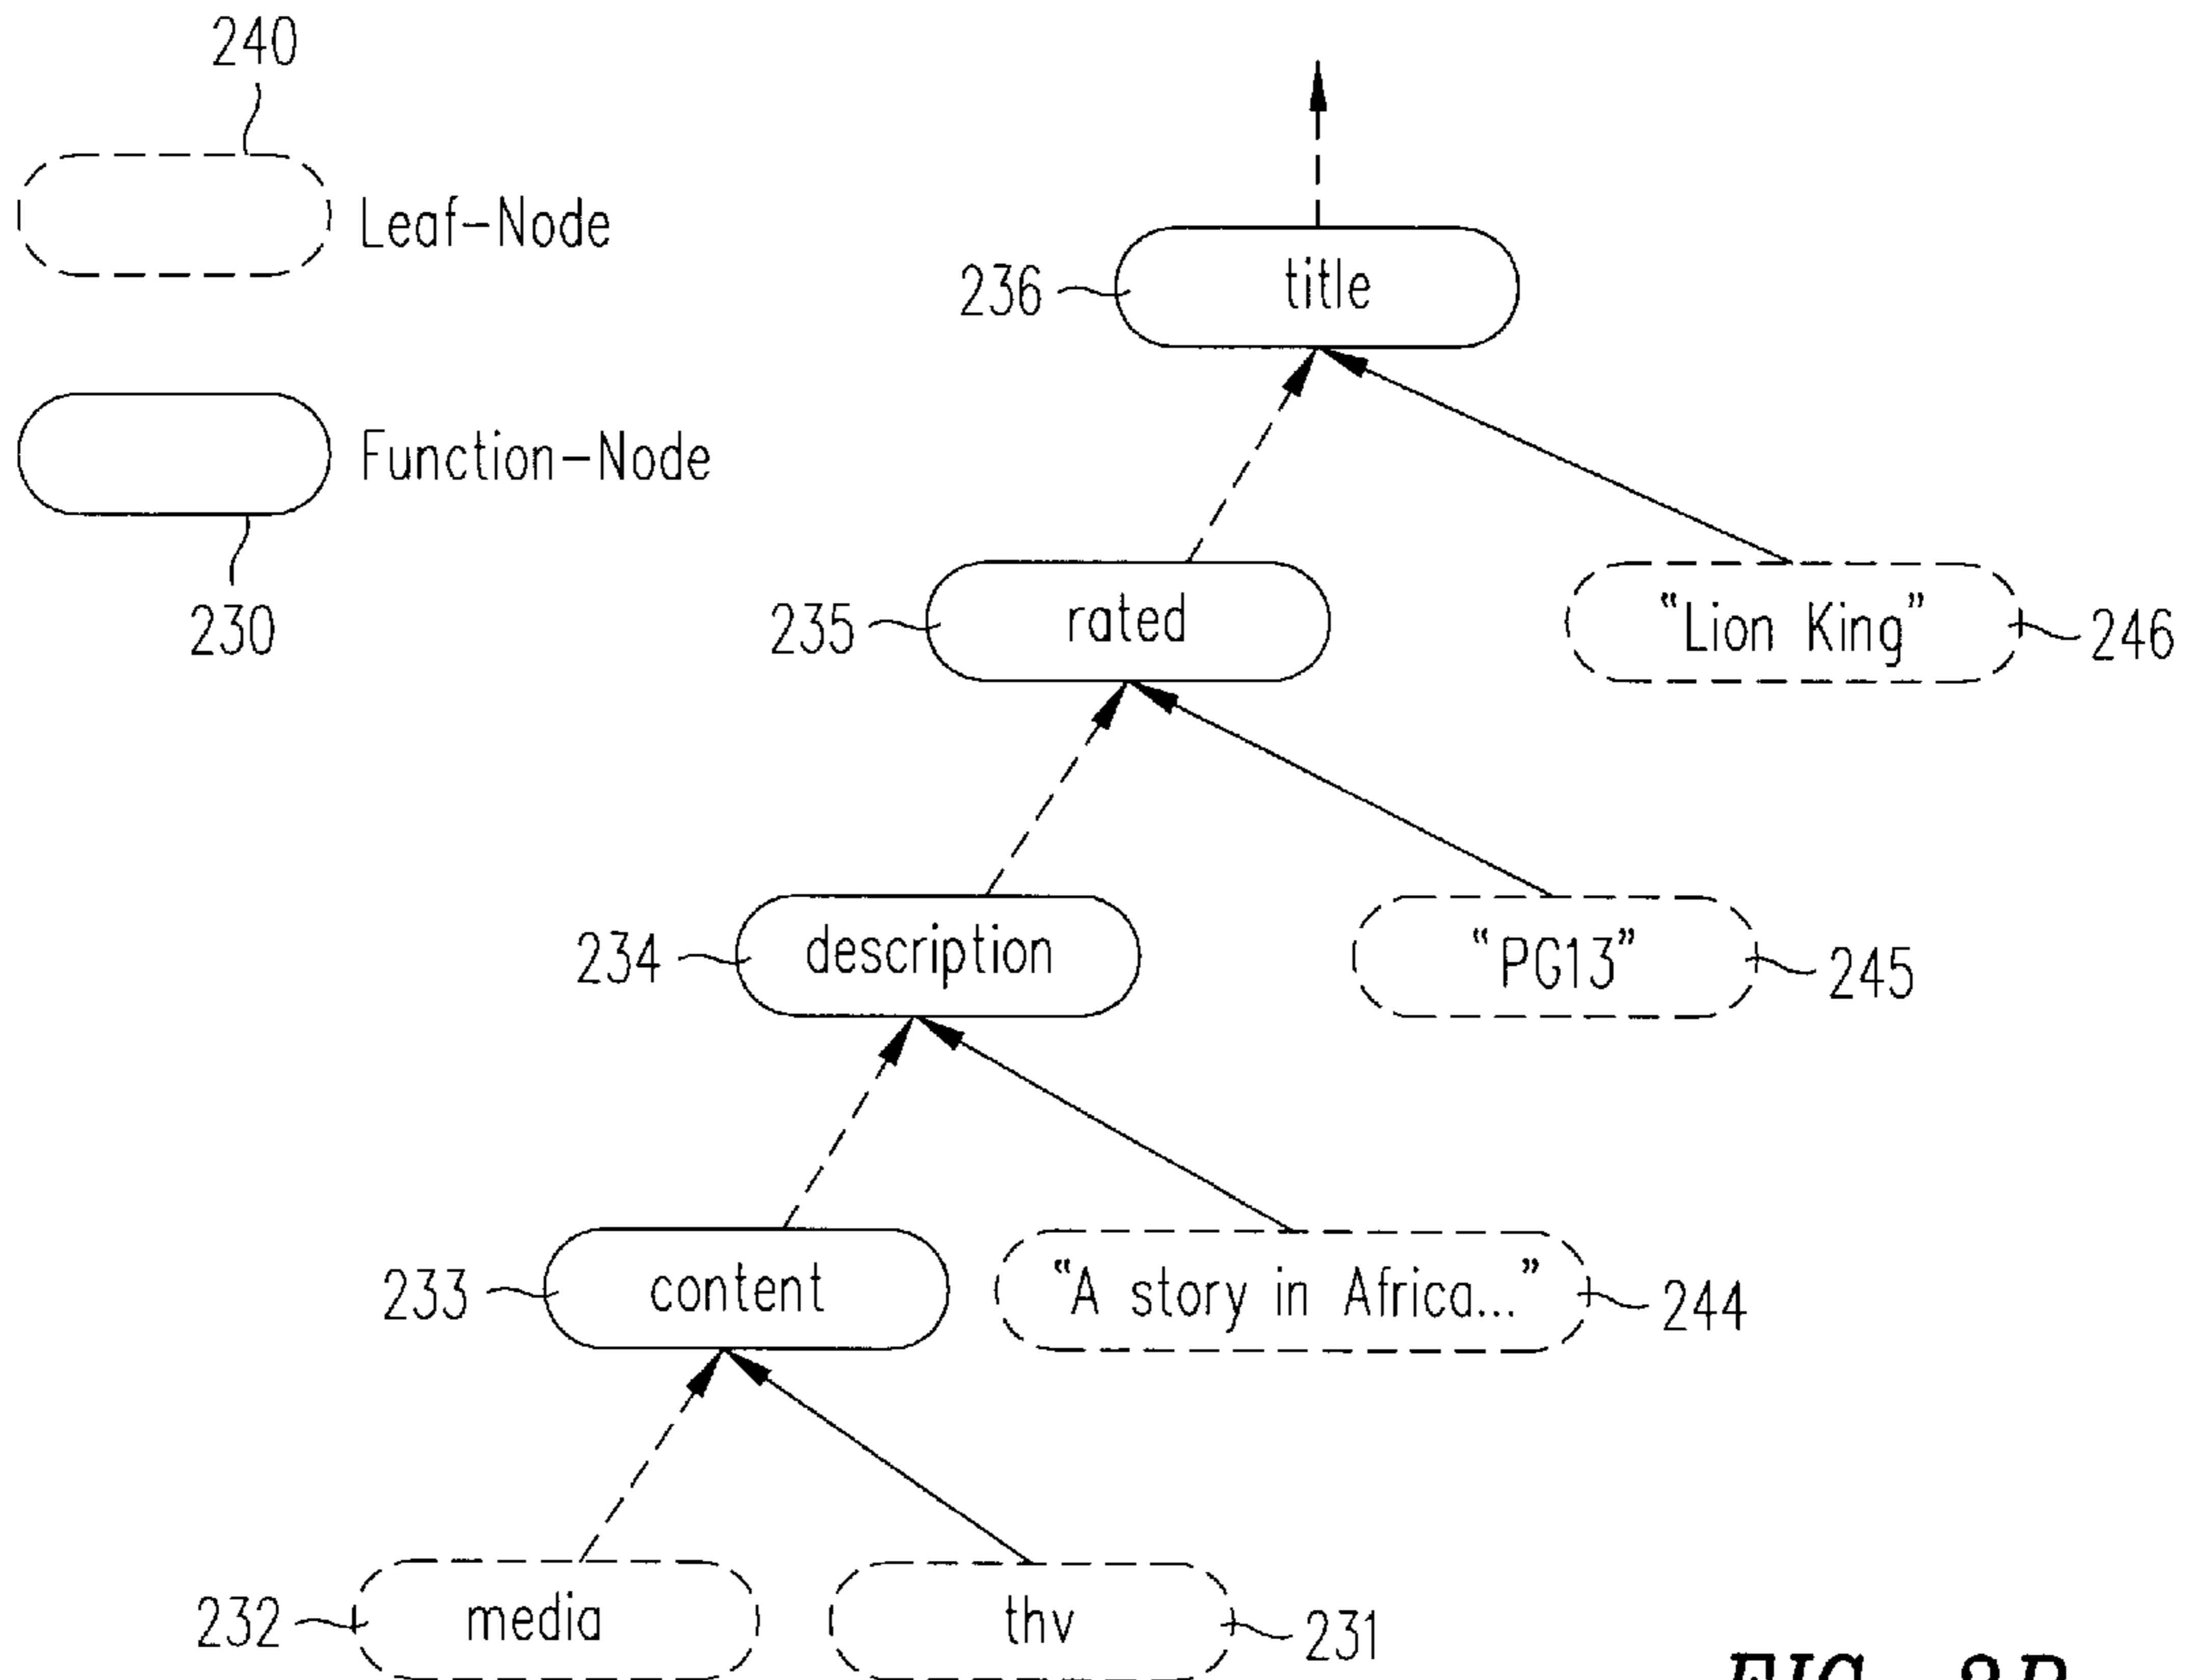 240
Leaf-Node
Function-Node
230
236 title
235 rated "Lion King" 246
234 description "PG13" 245
233 content "A story in Africa..." 244
232 media thv 231